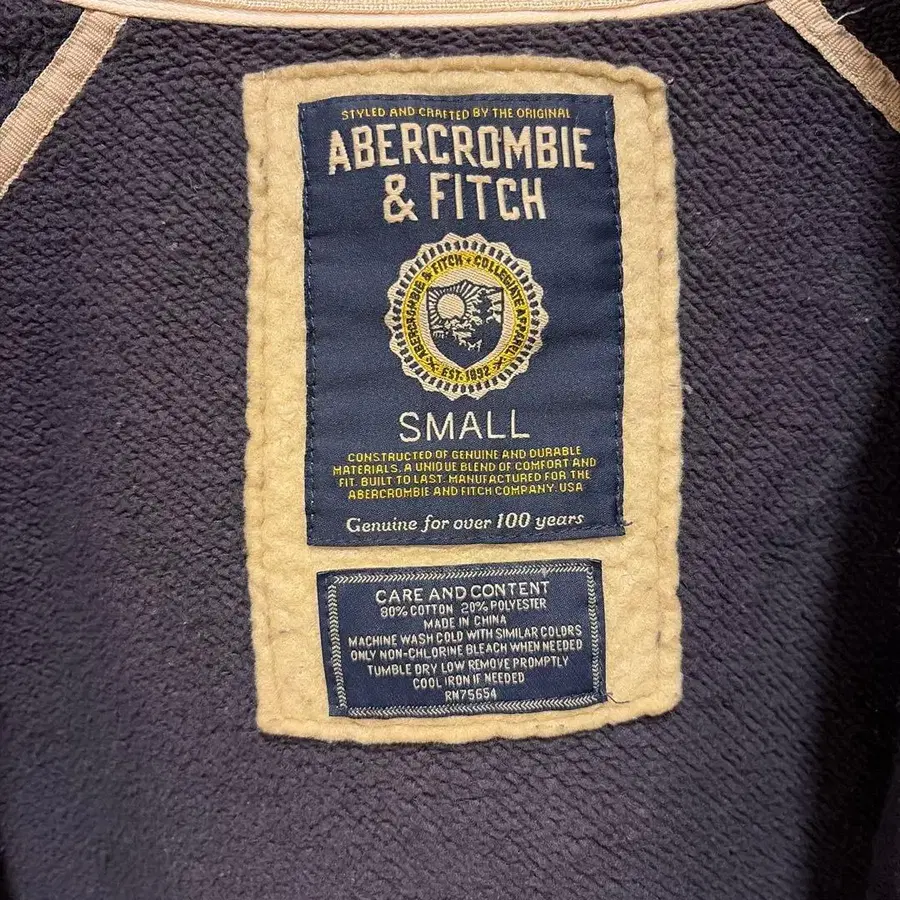 STYLED AND CRAFTED BY THE ORIGINAL
ABERCROMBIE
& FITCH
ABERCROMBIE & FITCH • COLLEGIATE APPAREL
EST. 1892
SMALL
CONSTRUCTED OF GENUINE AND DURABLE
MATERIALS. A UNIQUE BLEND OF COMFORT AND
FIT. BUILT TO LAST. MANUFACTURED FOR THE
ABERCROMBIE AND FITCH COMPANY. USA
Genuine for over 100 years
CARE AND CONTENT
80% COTTON 20% POLYESTER
MADE IN CHINA
MACHINE WASH COLD WITH SIMILAR COLORS
ONLY NON-CHLORINE BLEACH WHEN NEEDED
TUMBLE DRY LOW REMOVE PROMPTLY
COOL IRON IF NEEDED
RN75654